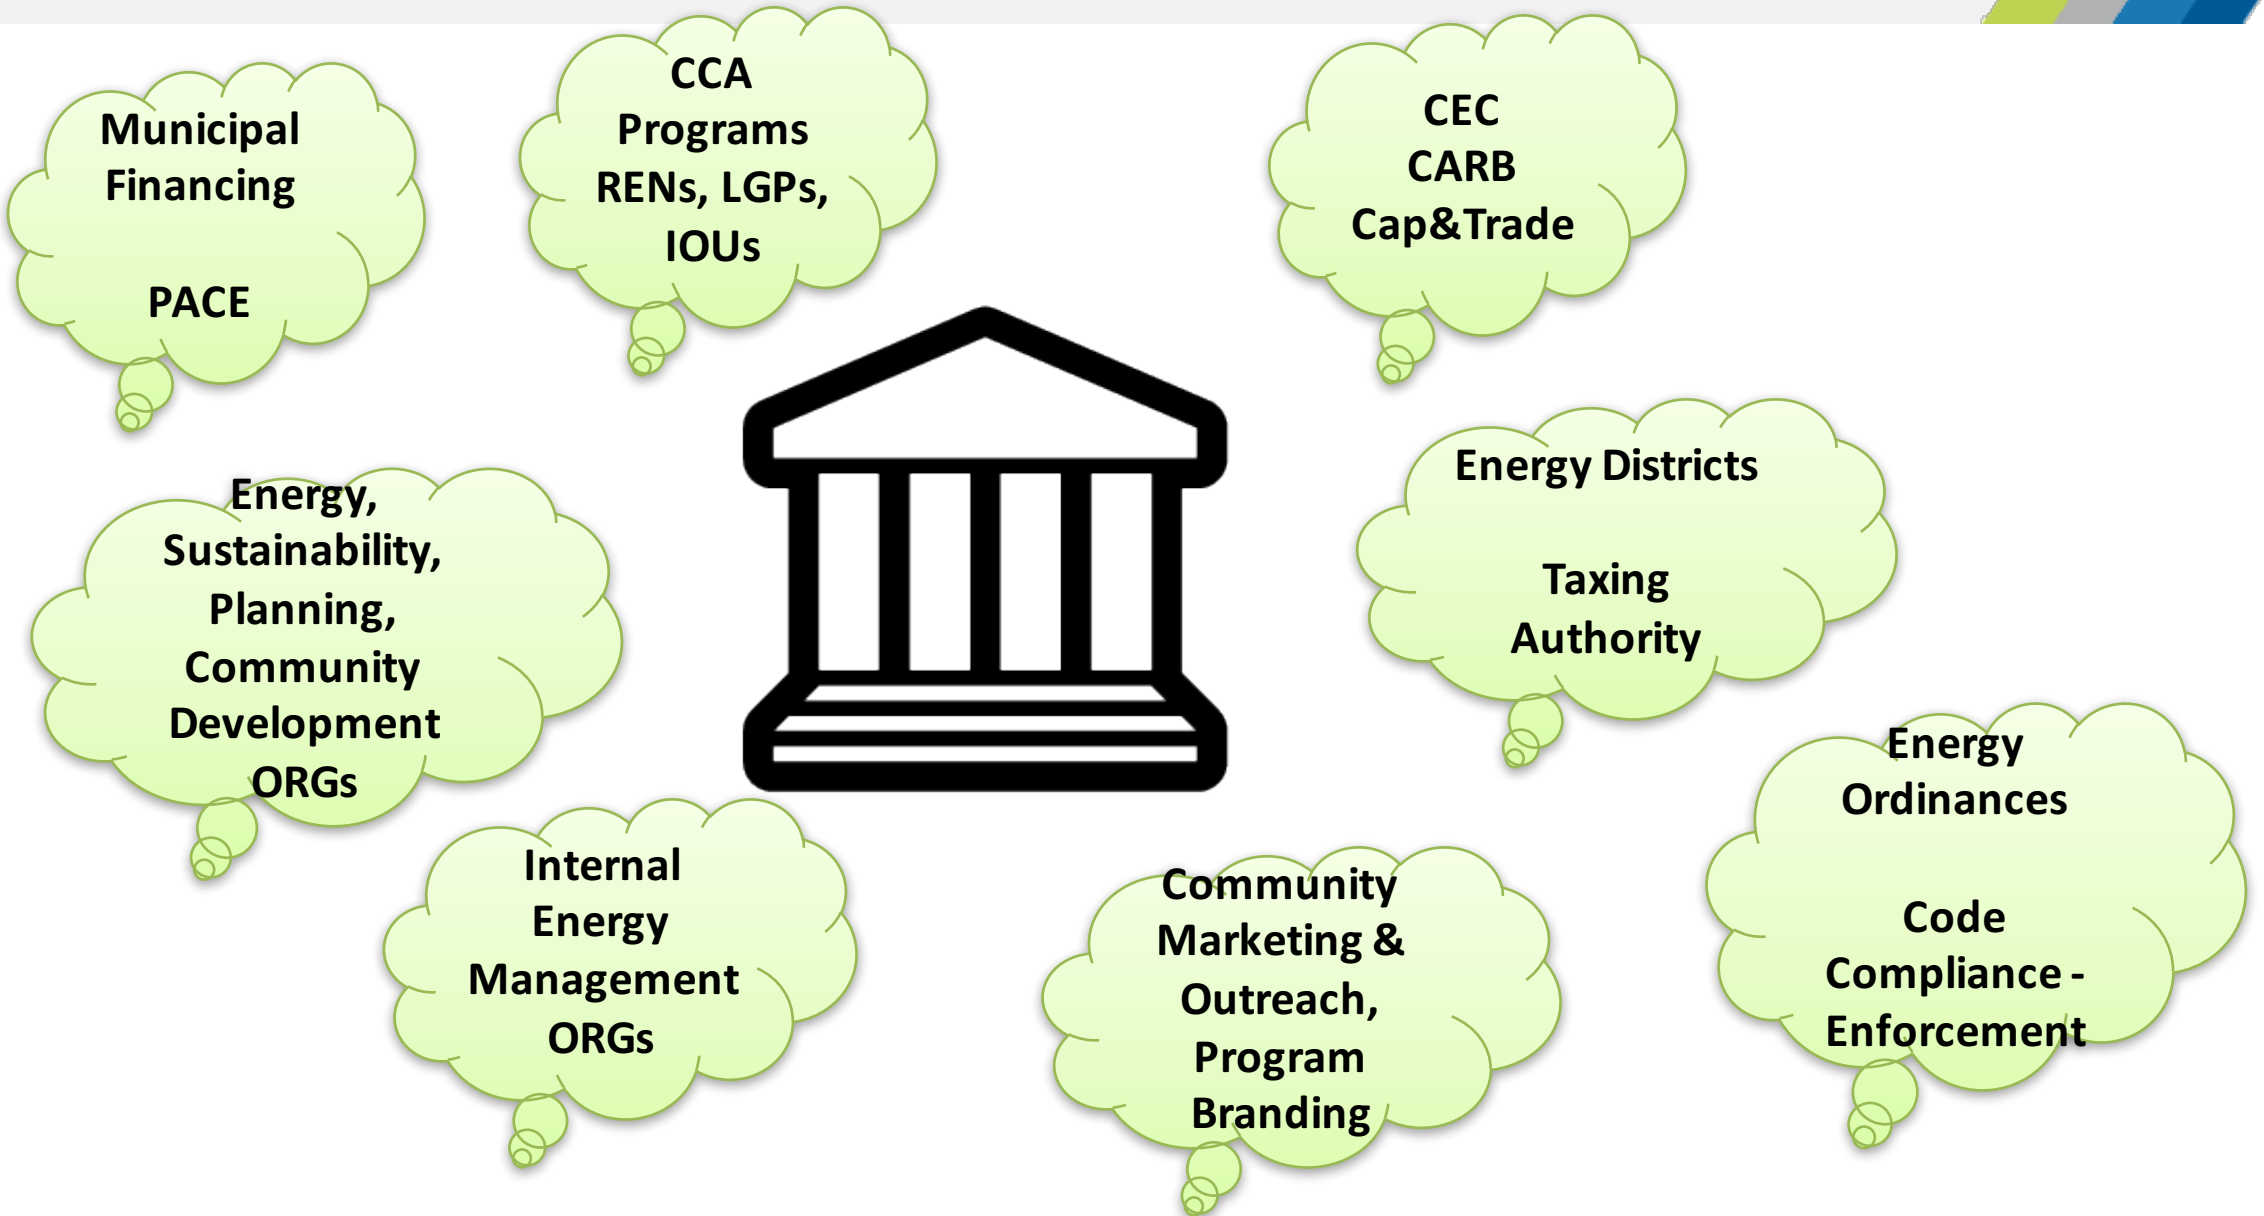 Municipal
Financing
PACE
CCA
Programs
RENs, LGPs,
IOUs
CEC
CARB
Cap&Trade
Energy,
Sustainability,
Planning,
Community
Development
ORGs
Energy Districts
Taxing
Authority
Internal
Energy
Management
ORGs
Community
Marketing &
Outreach,
Program
Branding
Energy
Ordinances
Code
Compliance -
Enforcement